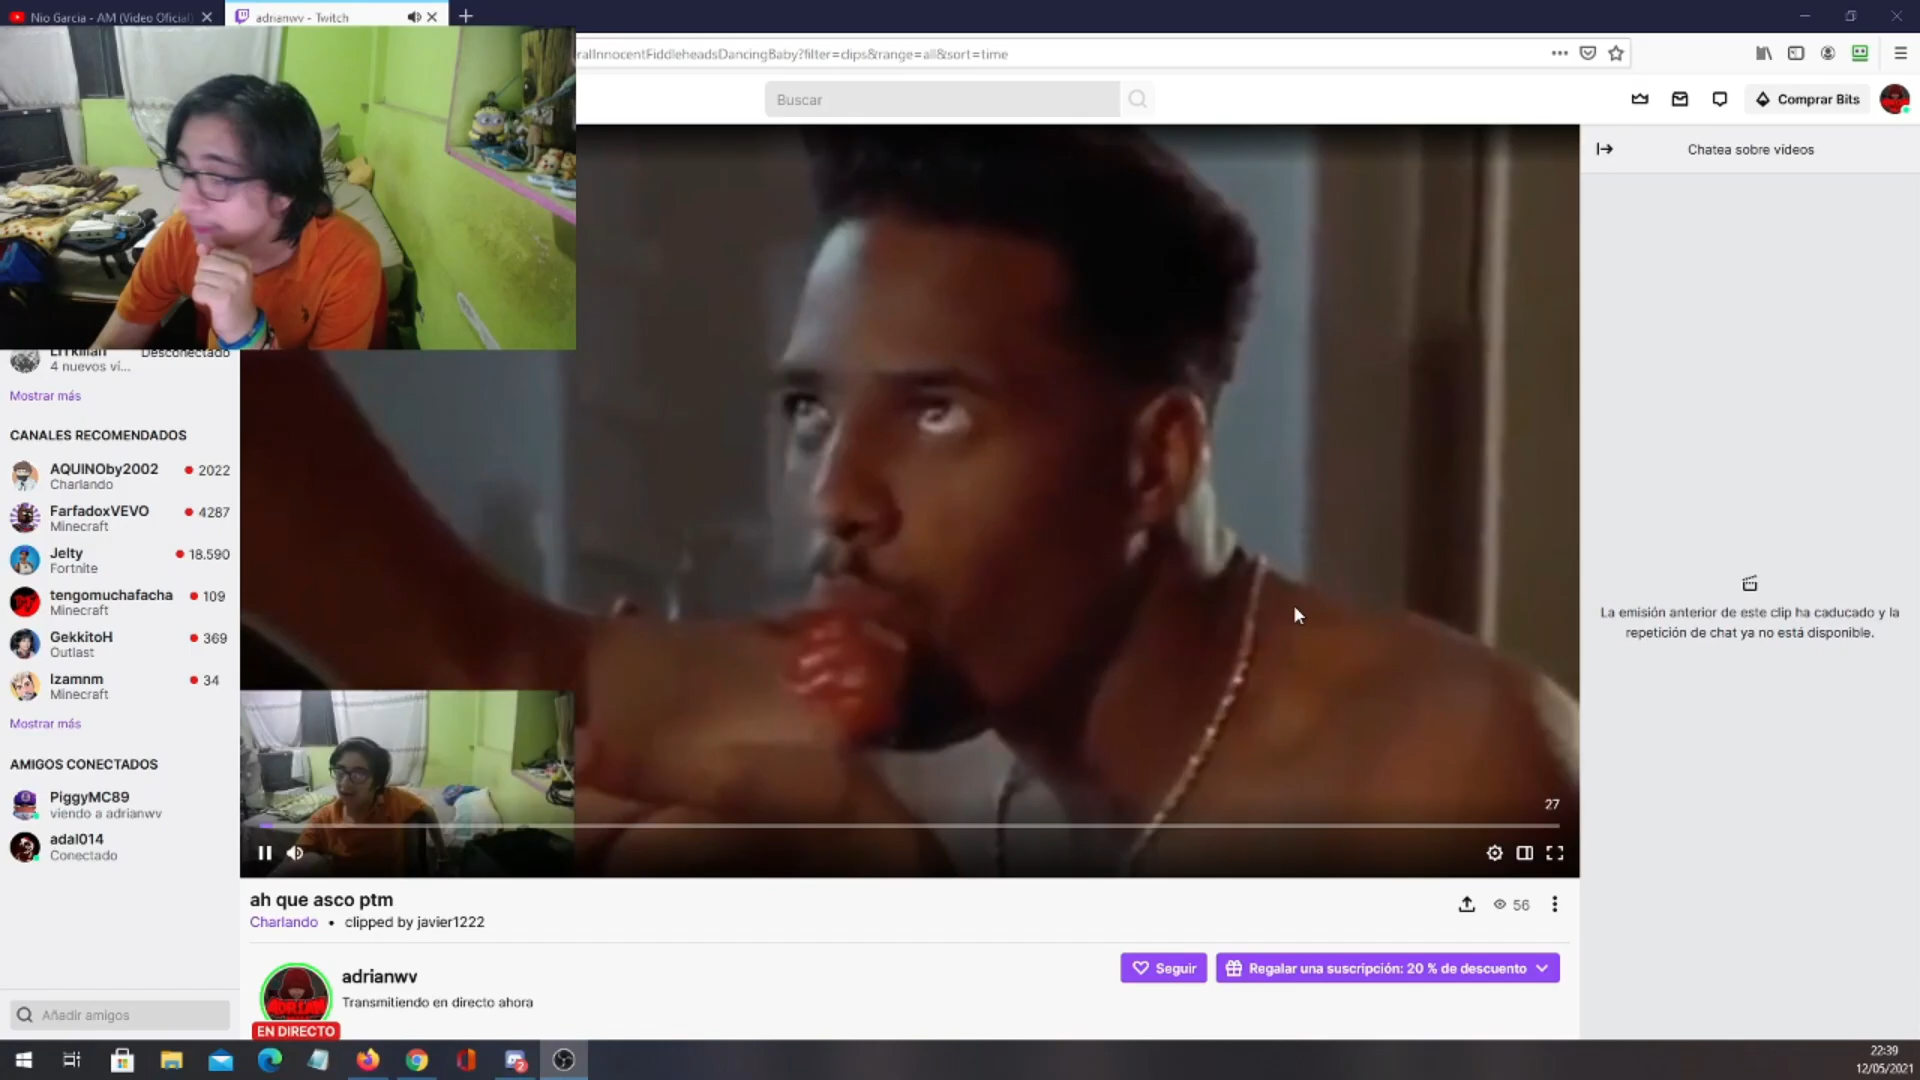 Nio Garcia - AM (Video Oficial)
adrianwv - Twitch
ralInnocentFiddleheadsDancingBaby?filter=clips&range=all&sort=time
Buscar
Comprar Bits
Chatea sobre vídeos
Desconectado
4 nuevos ví...
Mostrar más
CANALES RECOMENDADOS
AQUINOby2002
2022
Charlando
FarfadoxVEVO
4287
Minecraft
Jelty
18.590
Fortnite
tengomuchafacha
109
Minecraft
GekkitoH
369
Outlast
Izamnm
34
Minecraft
Mostrar más
AMIGOS CONECTADOS
PiggyMC89
viendo a adrianwv
adal014
Conectado
Añadir amigos
La emisión anterior de este clip ha caducado y la
repetición de chat ya no está disponible.
27
ah que asco ptm
Charlando • clipped by javier1222
56
adrianwv
Transmitiendo en directo ahora
ADRIAN
EN DIRECTO
Seguir
Regalar una suscripción: 20 % de descuento
2
22:39
12/05/2021